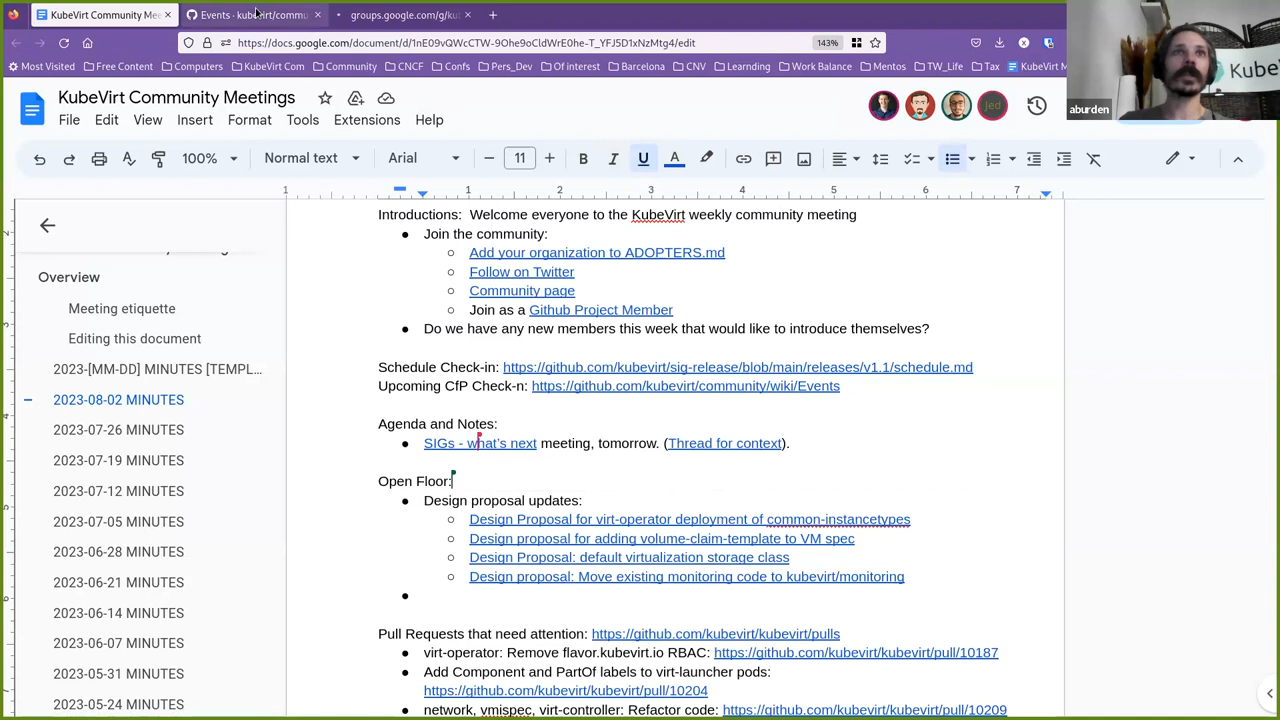 KubeVirt Community Mee
Events · kubevirt/commu
groups.google.com/g/ku
https://docs.google.com/document/d/1nE09vQWcCTW-9Ohe9oCldWrE0he-T_YFJ5D1xNzMtg4/edit
143%
Most Visited
Free Content
Computers
KubeVirt Com
Community
CNCF
Confs
Pers_Dev
Of interest
Barcelona
CNV
Learnding
Work Balance
Mentos
TW_Life
Tax
KubeVirt M
KubeV
aburden
KubeVirt Community Meetings
Jed
File Edit View Insert Format Tools Extensions Help
100% Normal text Arial 11
1 1 2 3 4 5 6 7
Overview
Meeting etiquette
Editing this document
2023-[MM-DD] MINUTES [TEMPL...
2023-08-02 MINUTES
2023-07-26 MINUTES
2023-07-19 MINUTES
2023-07-12 MINUTES
2023-07-05 MINUTES
2023-06-28 MINUTES
2023-06-21 MINUTES
2023-06-14 MINUTES
2023-06-07 MINUTES
2023-05-31 MINUTES
2023-05-24 MINUTES
Introductions: Welcome everyone to the KubeVirt weekly community meeting
● Join the community:
○ Add your organization to ADOPTERS.md
○ Follow on Twitter
○ Community page
○ Join as a Github Project Member
● Do we have any new members this week that would like to introduce themselves?
Schedule Check-in: https://github.com/kubevirt/sig-release/blob/main/releases/v1.1/schedule.md
Upcoming CfP Check-n: https://github.com/kubevirt/community/wiki/Events
Agenda and Notes:
● SIGs - what's next meeting, tomorrow. (Thread for context).
Open Floor:
● Design proposal updates:
○ Design Proposal for virt-operator deployment of common-instancetypes
○ Design proposal for adding volume-claim-template to VM spec
○ Design Proposal: default virtualization storage class
○ Design proposal: Move existing monitoring code to kubevirt/monitoring
●
Pull Requests that need attention: https://github.com/kubevirt/kubevirt/pulls
● virt-operator: Remove flavor.kubevirt.io RBAC: https://github.com/kubevirt/kubevirt/pull/10187
● Add Component and PartOf labels to virt-launcher pods:
https://github.com/kubevirt/kubevirt/pull/10204
● network, vmispec, virt-controller: Refactor code: https://github.com/kubevirt/kubevirt/pull/10209